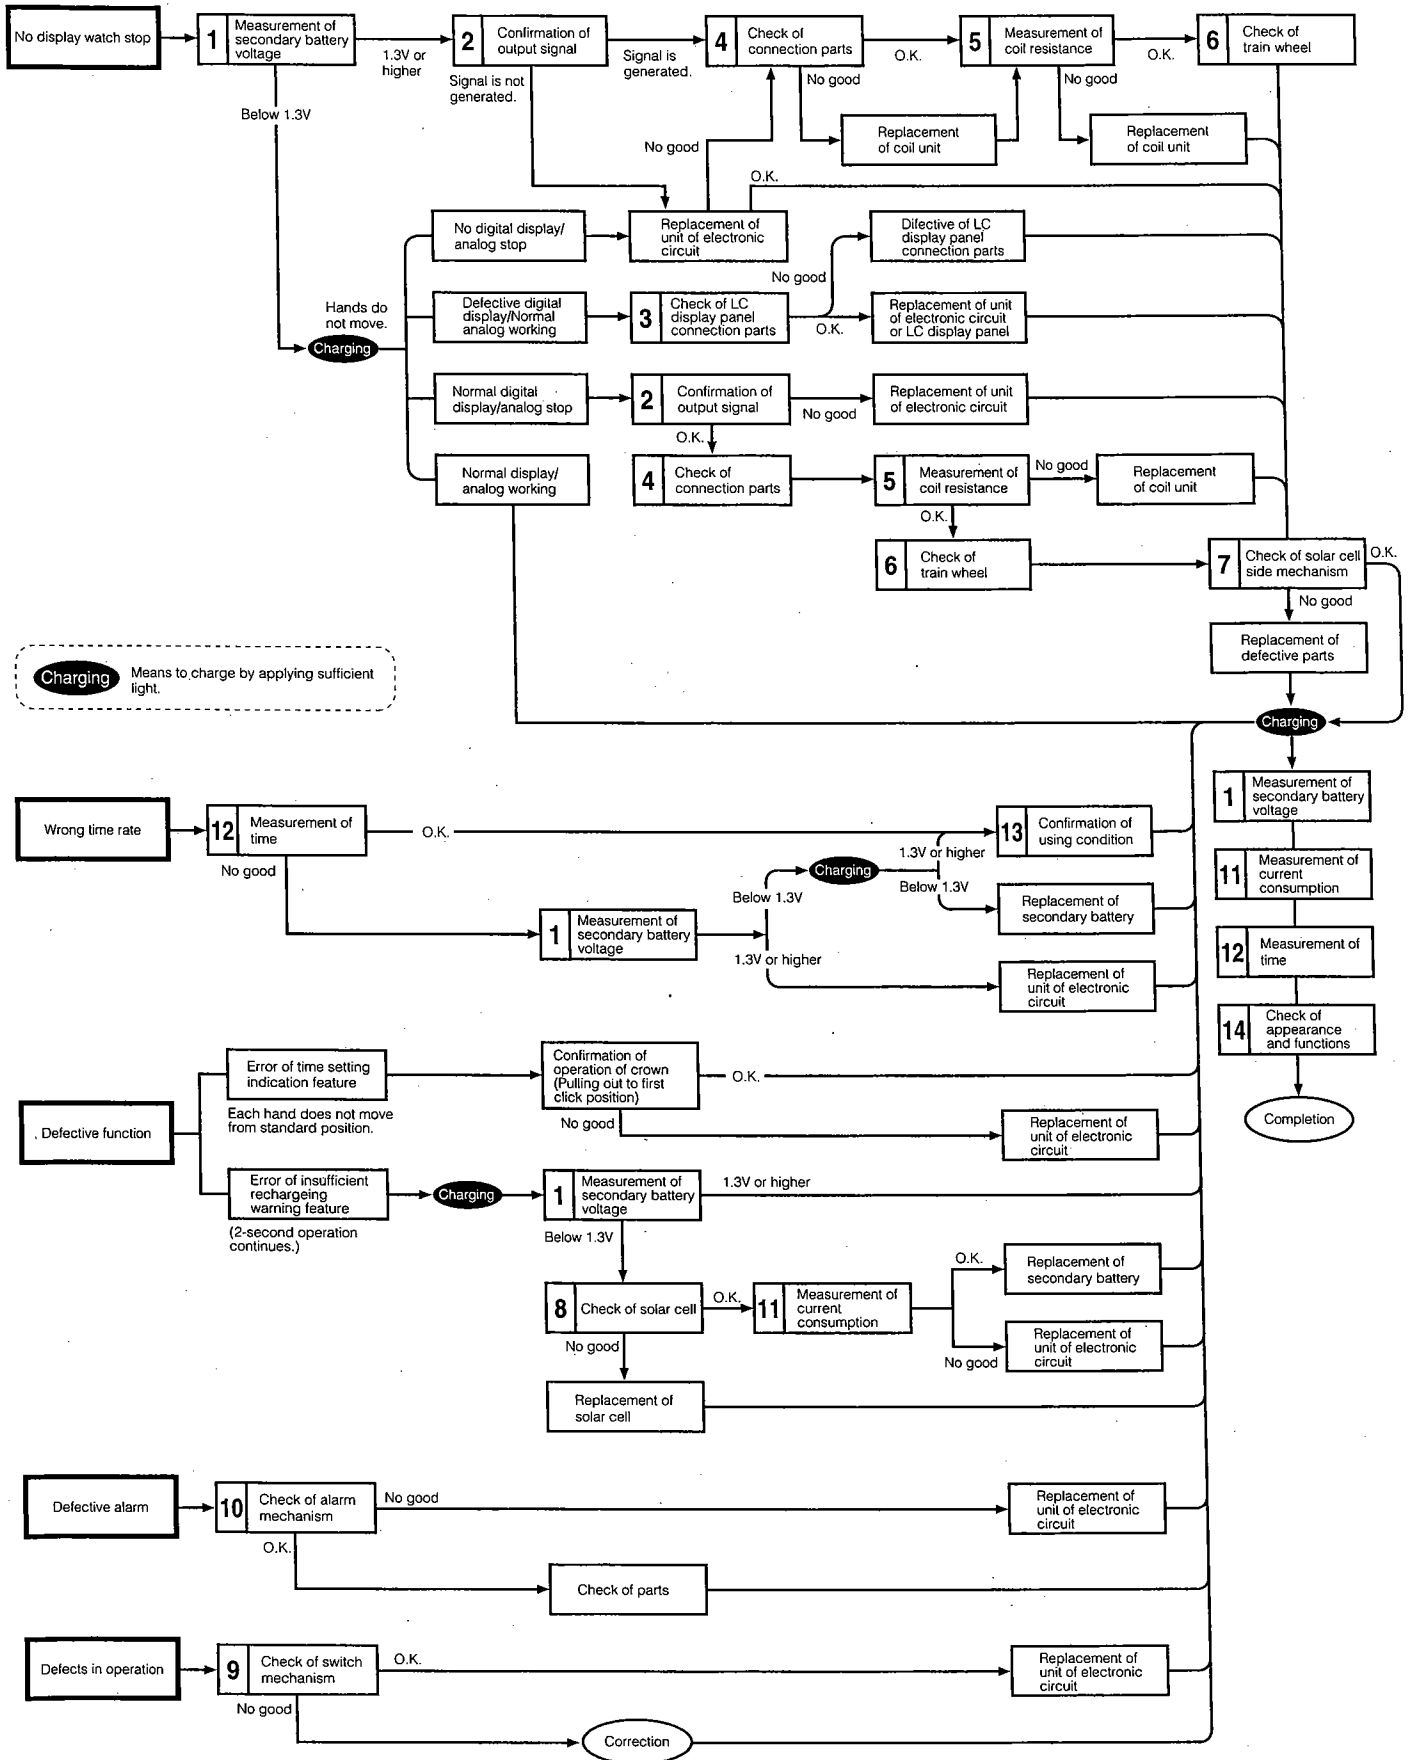 No display watch stop
1
Measurement of
secondary battery
voltage
1.3V or
higher
2
Confirmation of
output signal
Signal is
generated.
4
Check of
connection parts
O.K.
5
Measurement of
coil resistance
O.K.
6
Check of
train wheel
Signal is not
generated.
No good
No good
Below 1.3V
Replacement
of coil unit
Replacement
of coil unit
No good
O.K.
No digital display/
analog stop
Replacement of
unit of electronic
circuit
Difective of LC
display panel
connection parts
No good
Hands do
not move.
Charging
Defective digital
display/Normal
analog working
3
Check of LC
display panel
connection parts
O.K.
Replacement of unit
of electronic circuit
or LC display panel
Normal digital
display/analog stop
2
Confirmation of
output signal
No good
Replacement of unit
of electronic circuit
O.K.
Normal display/
analog working
4
Check of
connection parts
5
Measurement of
coil resistance
No good
Replacement
of coil unit
O.K.
6
Check of
train wheel
7
Check of solar cell
side mechanism
O.K.
No good
Replacement of
defective parts
Charging
Means to charge by applying sufficient
light.
Charging
1
Measurement of
secondary battery
voltage
11
Measurement of
current
consumption
12
Measurement of
time
14
Check of
appearance
and functions
Completion
Wrong time rate
12
Measurement of
time
O.K.
13
Confirmation of
using condition
No good
1.3V or higher
Charging
Below 1.3V
Below 1.3V
Replacement of
secondary battery
1
Measurement of
secondary battery
voltage
1.3V or higher
Replacement of
unit of electronic
circuit
Defective function
Error of time setting
indication feature
Each hand does not move
from standard position.
Confirmation of
operation of crown
(Pulling out to first
click position)
O.K.
No good
Replacement of
unit of electronic
circuit
Error of insufficient
rechargeing
warning feature
(2-second operation
continues.)
Charging
1
Measurement of
secondary battery
voltage
1.3V or higher
Below 1.3V
8
Check of solar cell
O.K.
11
Measurement of
current
consumption
O.K.
Replacement of
secondary battery
No good
Replacement of
unit of electronic
circuit
No good
Replacement of
solar cell
Defective alarm
10
Check of alarm
mechanism
No good
Replacement of
unit of electronic
circuit
O.K.
Check of parts
Defects in operation
9
Check of switch
mechanism
O.K.
Replacement of
unit of electronic
circuit
No good
Correction